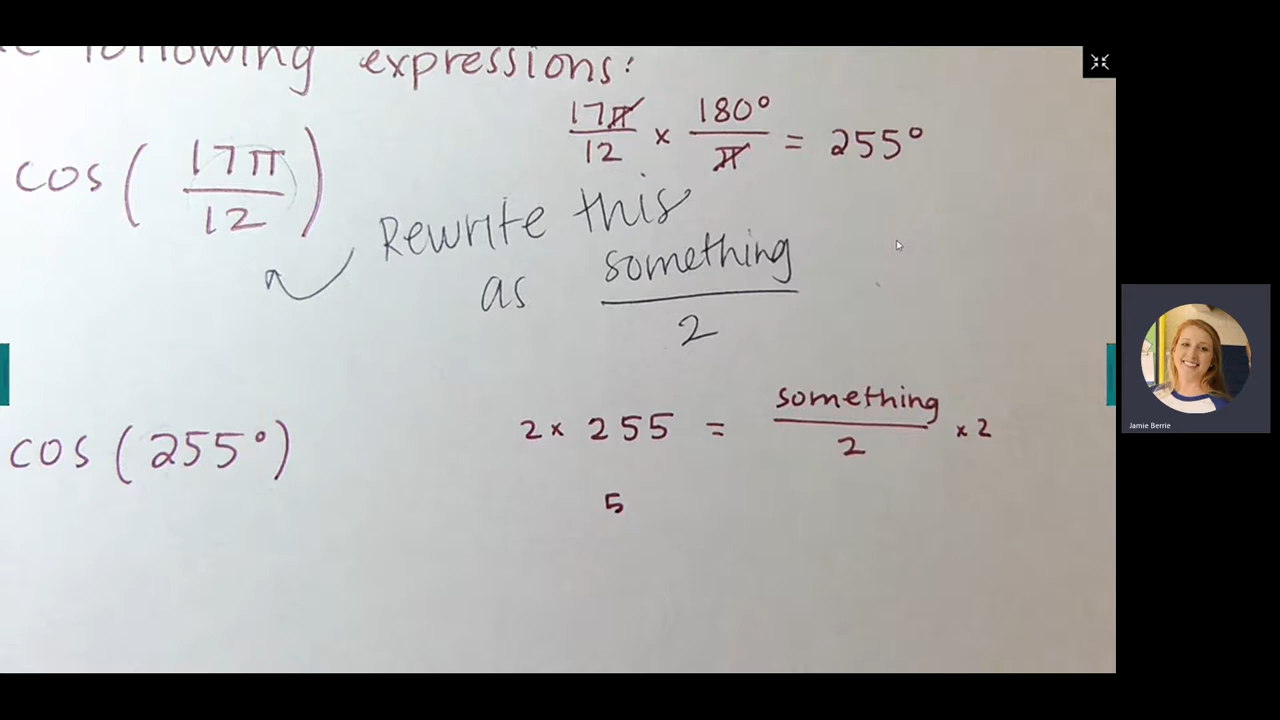 following expressions:
17π/12 × 180°/π = 255°
cos(17π/12)
Rewrite this
as something/2
2 × 255 = something/2 × 2
cos(255°)
5
Jamie Berrie